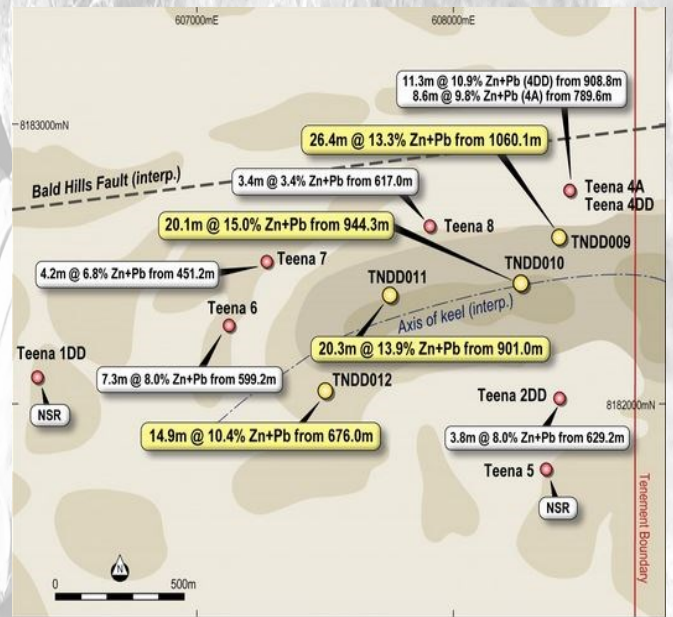 607000mE
608000mE
11.3m @ 10.9% Zn+Pb (4DD) from 908.8m
8.6m @ 9.8% Zn+Pb (4A) from 789.6m
8183000mN
26.4m @ 13.3% Zn+Pb from 1060.1m
Bald Hills Fault (interp.)
3.4m @ 3.4% Zn+Pb from 617.0m
Teena 4A
Teena 4DD
20.1m @ 15.0% Zn+Pb from 944.3m
Teena 8
TNDD009
4.2m @ 6.8% Zn+Pb from 451.2m
Teena 7
TNDD011
TNDD010
Teena 6
Axis of keel (interp.)
20.3m @ 13.9% Zn+Pb from 901.0m
Teena 1DD
7.3m @ 8.0% Zn+Pb from 599.2m
TNDD012
Teena 2DD
8182000mN
NSR
14.9m @ 10.4% Zn+Pb from 676.0m
3.8m @ 8.0% Zn+Pb from 629.2m
Teena 5
NSR
Tenement Boundary
N
0
500m